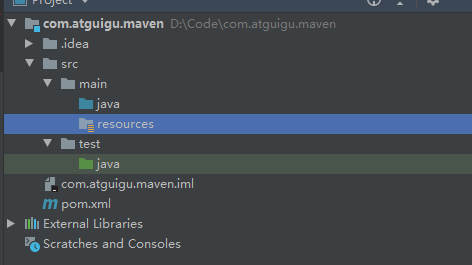 Project
com.atguigu.maven D:\Code\com.atguigu.maven
.idea
src
main
java
resources
test
java
com.atguigu.maven.iml
m pom.xml
External Libraries
Scratches and Consoles